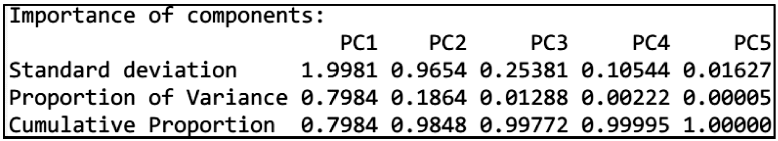 Importance of components:
PC1 PC2 PC3 PC4 PC5
Standard deviation 1.9981 0.9654 0.25381 0.10544 0.01627
Proportion of Variance 0.7984 0.1864 0.01288 0.00222 0.00005
Cumulative Proportion 0.7984 0.9848 0.99772 0.99995 1.00000